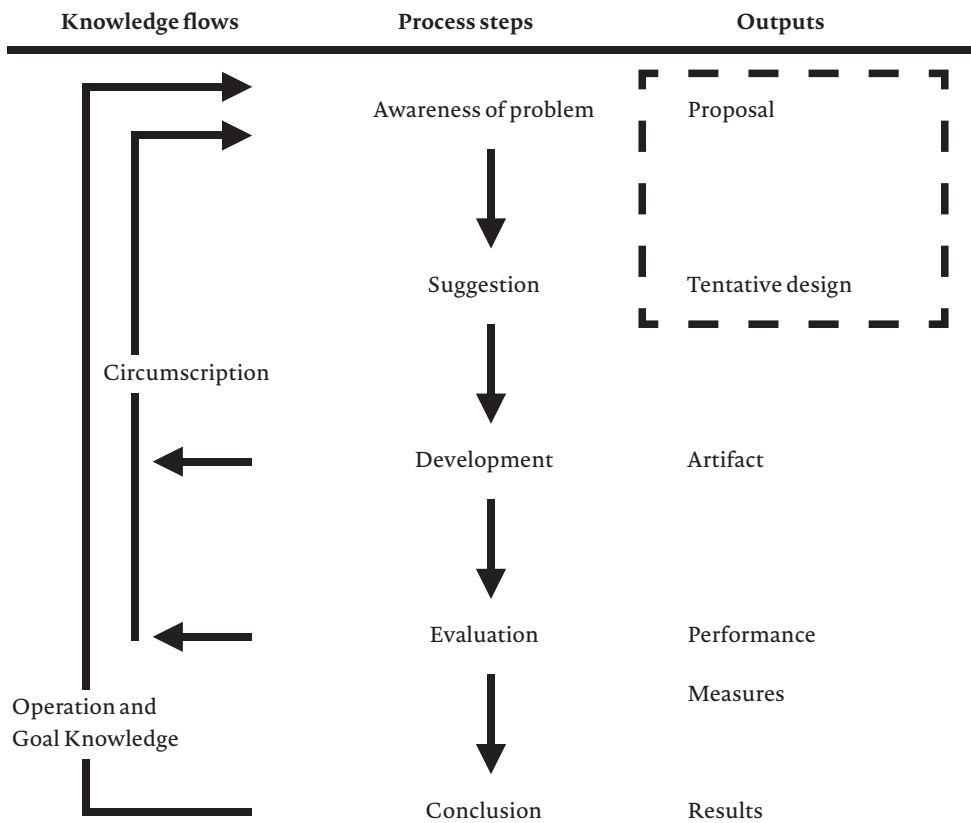 Knowledge flows Process steps Outputs
Awareness of problem Proposal
Suggestion Tentative design
Circumscription
Development Artifact
Evaluation Performance
Measures
Operation and
Goal Knowledge
Conclusion Results